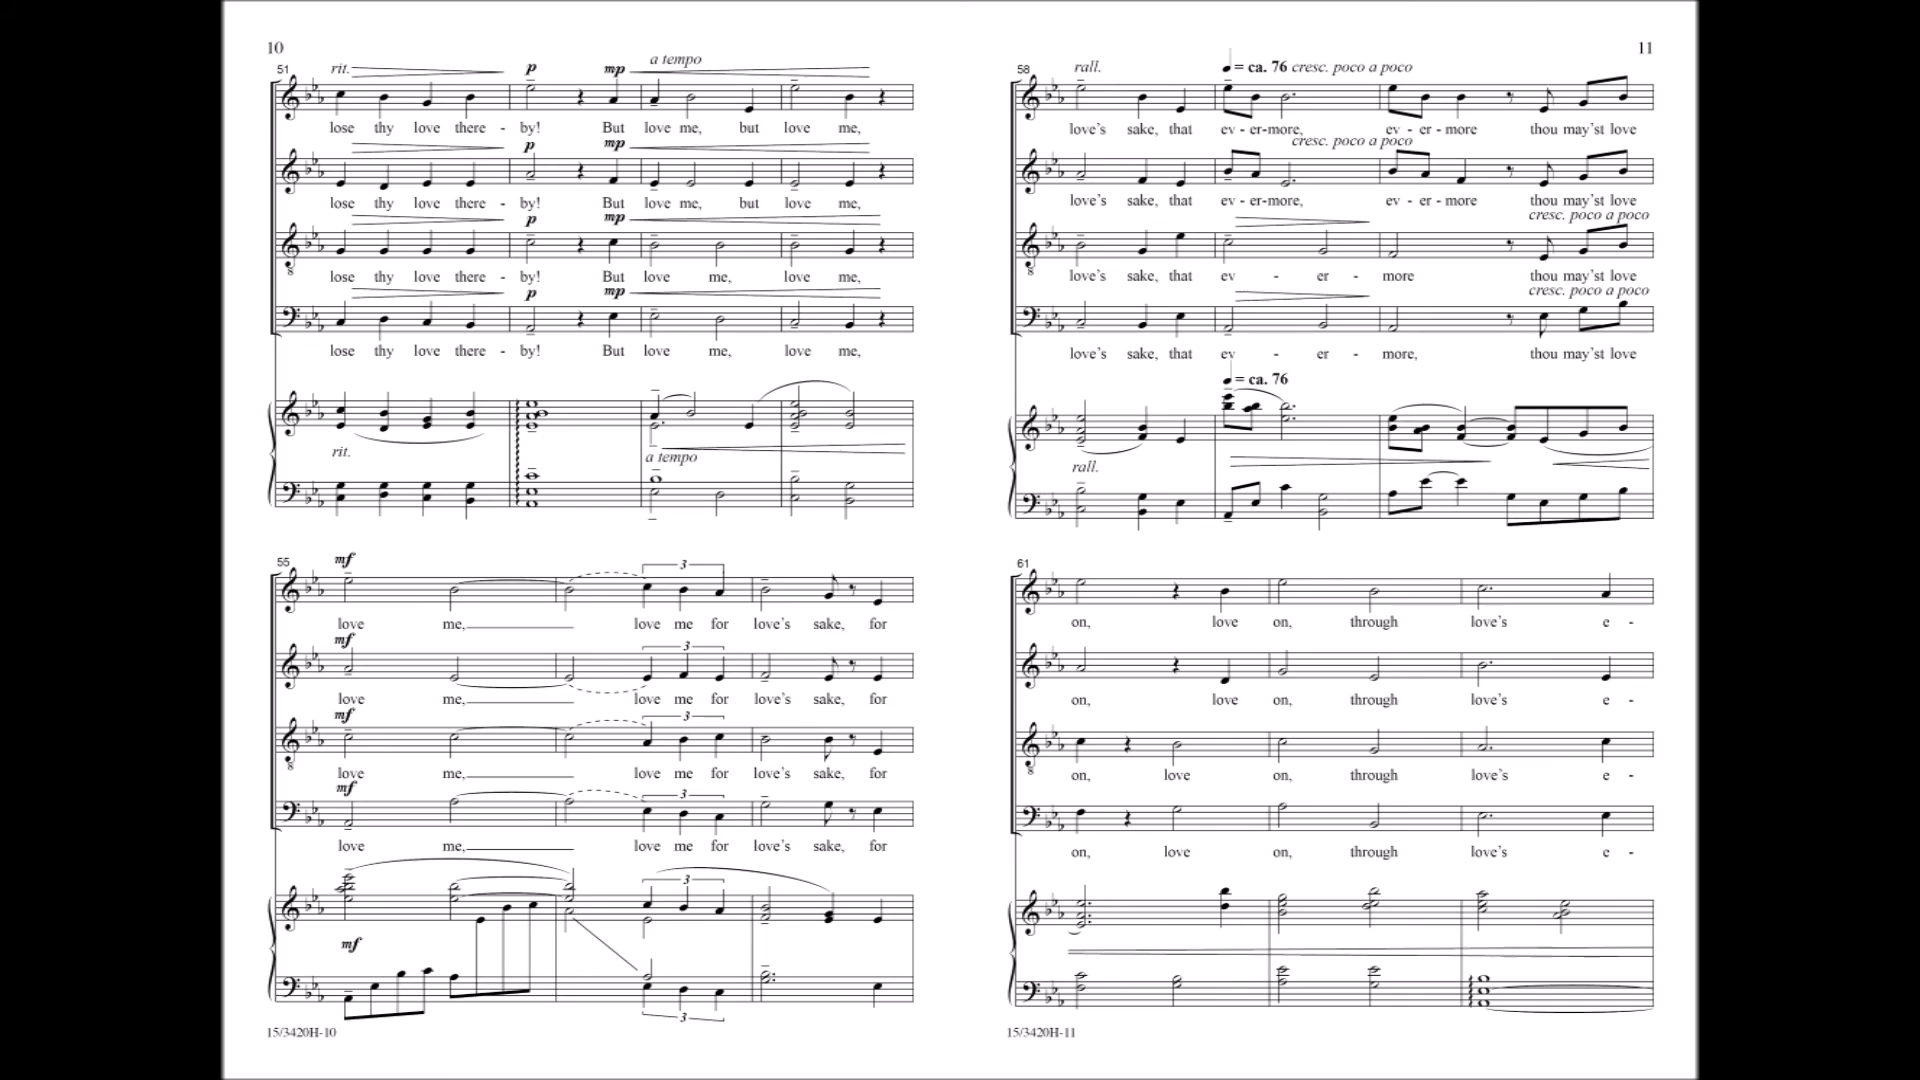 10
51
rit.
p
mp
a tempo
lose thy love there - by! But love me, but love me,
p
mp
lose thy love there - by! But love me, but love me,
p
mp
lose thy love there - by! But love me, love me,
p
mp
lose thy love there - by! But love me, love me,
rit.
a tempo
55
mf
3
love me, love me for love's sake, for
mf
3
love me, love me for love's sake, for
mf
3
love me, love me for love's sake, for
mf
3
love me, love me for love's sake, for
3
mf
3
15/3420H-10
11
58
rall.
= ca. 76 cresc. poco a poco
love's sake, that ev - er-more, ev - er - more thou may'st love
cresc. poco a poco
love's sake, that ev - er-more, ev - er - more thou may'st love
cresc. poco a poco
love's sake, that ev - er - more thou may'st love
cresc. poco a poco
love's sake, that ev - er - more, thou may'st love
= ca. 76
rall.
61
on, love on, through love's e -
on, love on, through love's e -
on, love on, through love's e -
on, love on, through love's e -
15/3420H-11